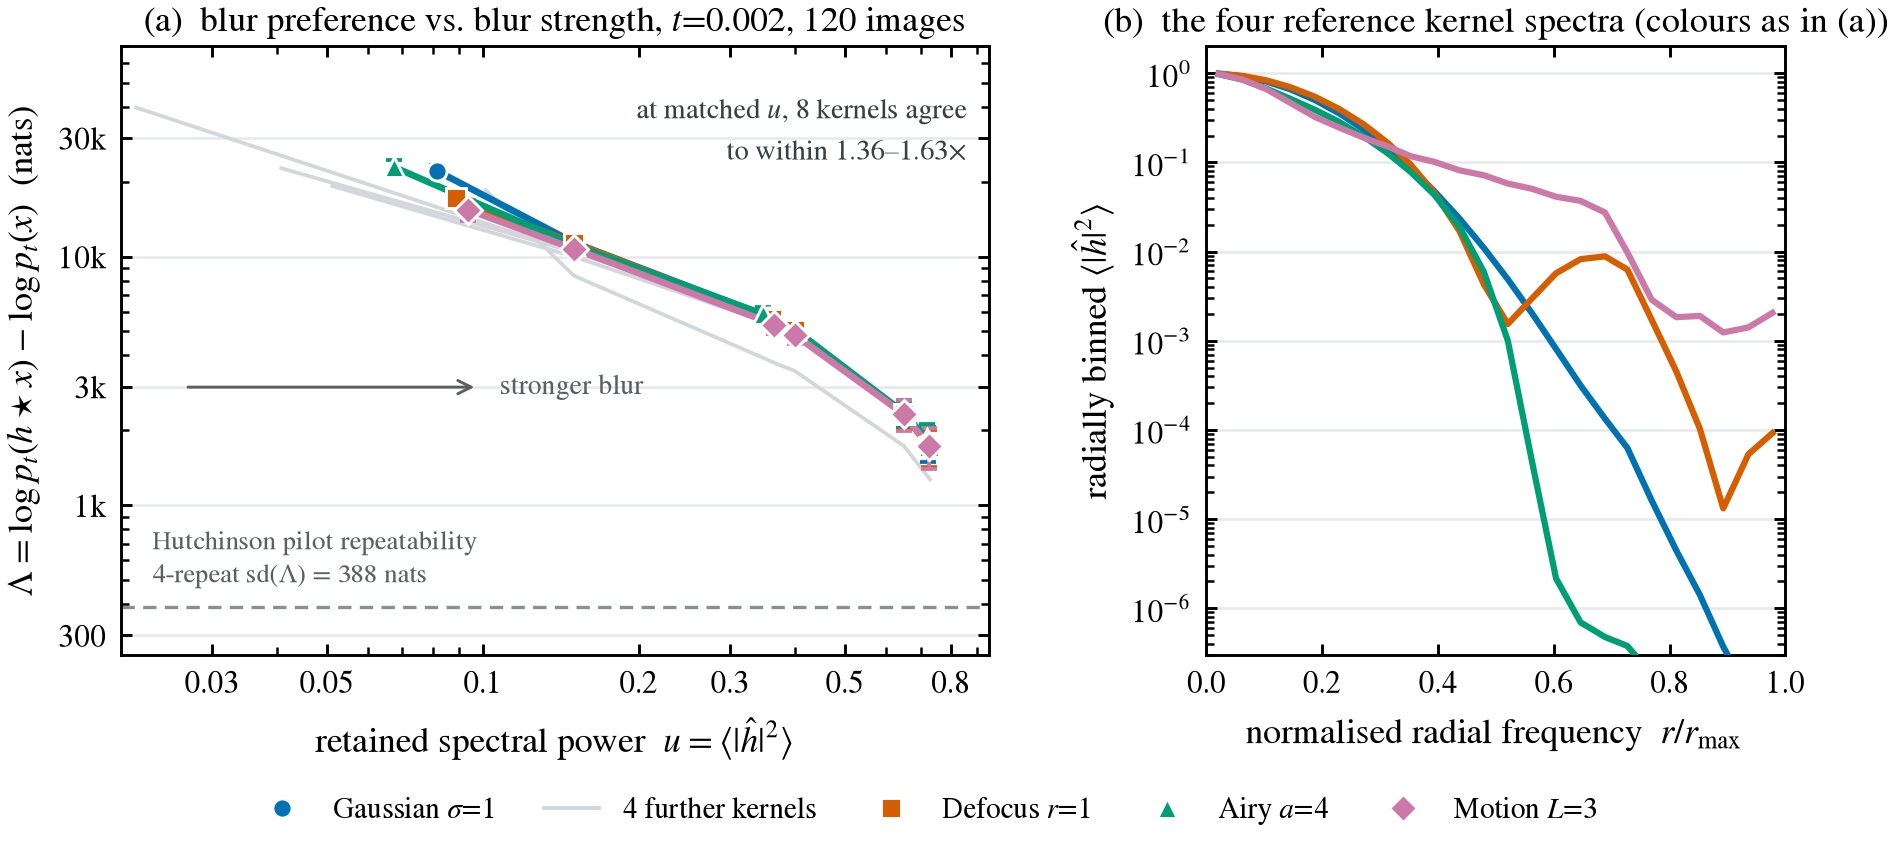 (a) blur preference vs. blur strength, t=0.002, 120 images
Λ = log pₜ(h ⋆ x) − log pₜ(x) (nats)
30k
10k
3k
1k
300
at matched u, 8 kernels agree
to within 1.36–1.63×
stronger blur
Hutchinson pilot repeatability
4-repeat sd(Λ) = 388 nats
0.03 0.05 0.1 0.2 0.3 0.5 0.8
retained spectral power u = ⟨|ĥ|²⟩
(b) the four reference kernel spectra (colours as in (a))
radially binned ⟨|ĥ|²⟩
10⁰
10⁻¹
10⁻²
10⁻³
10⁻⁴
10⁻⁵
10⁻⁶
0.0 0.2 0.4 0.6 0.8 1.0
normalised radial frequency r/r_max
Gaussian σ=1 4 further kernels Defocus r=1 Airy a=4 Motion L=3